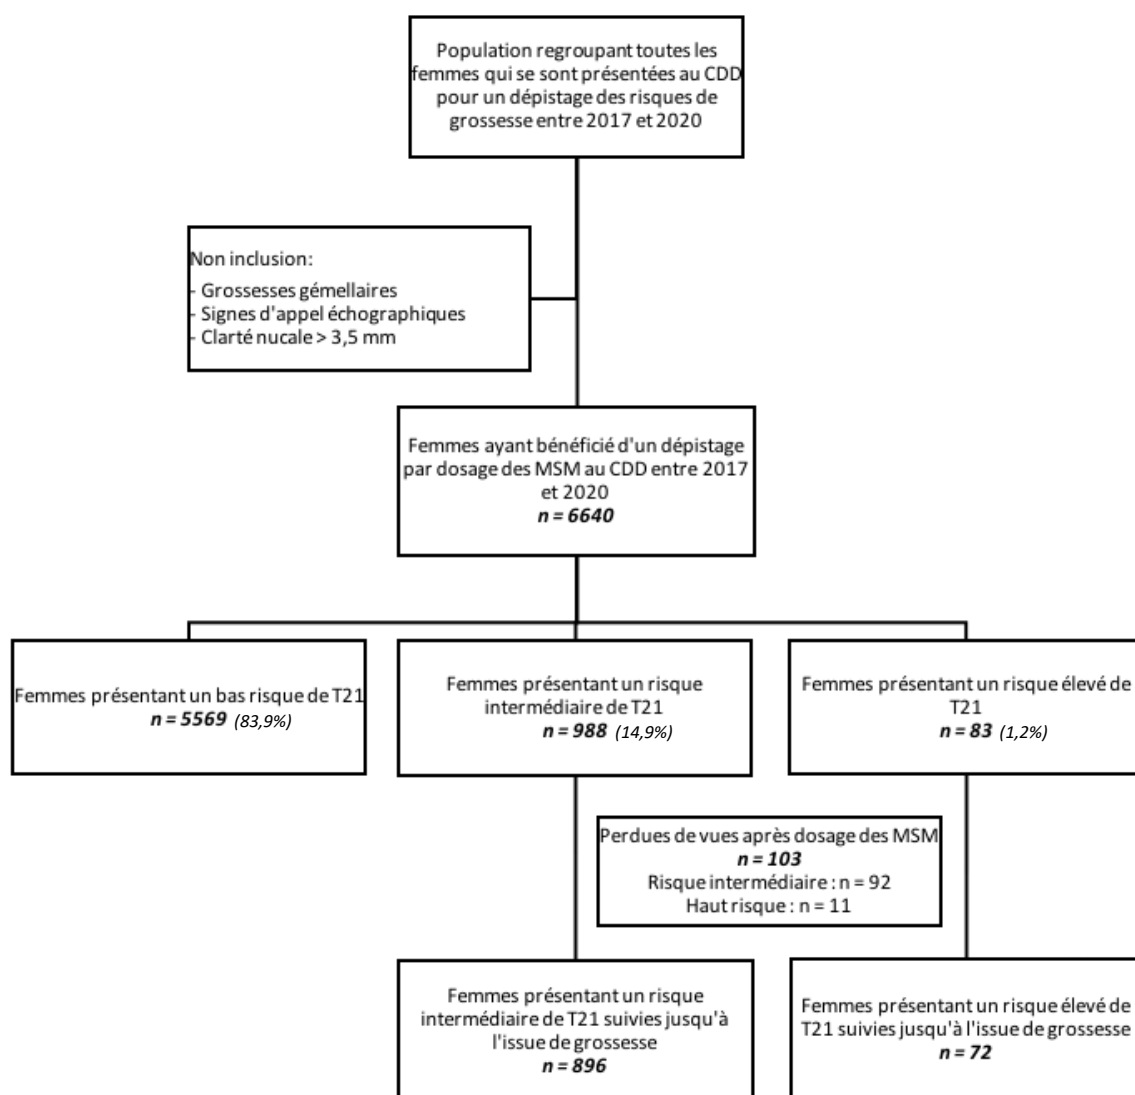 Population regroupant toutes les
femmes qui se sont présentées au CDD
pour un dépistage des risques de
grossesse entre 2017 et 2020
Non inclusion:
- Grossesses gémellaires
- Signes d'appel échographiques
- Clarté nucale > 3,5 mm
Femmes ayant bénéficié d'un dépistage
par dosage des MSM au CDD entre 2017
et 2020
n = 6640
Femmes présentant un bas risque de T21
n = 5569 (83,9%)
Femmes présentant un risque
intermédiaire de T21
n = 988 (14,9%)
Femmes présentant un risque élevé de
T21
n = 83 (1,2%)
Perdues de vues après dosage des MSM
n = 103
Risque intermédiaire : n = 92
Haut risque : n = 11
Femmes présentant un risque
intermédiaire de T21 suivies jusqu'à
l'issue de grossesse
n = 896
Femmes présentant un risque élevé de
T21 suivies jusqu'à l'issue de grossesse
n = 72